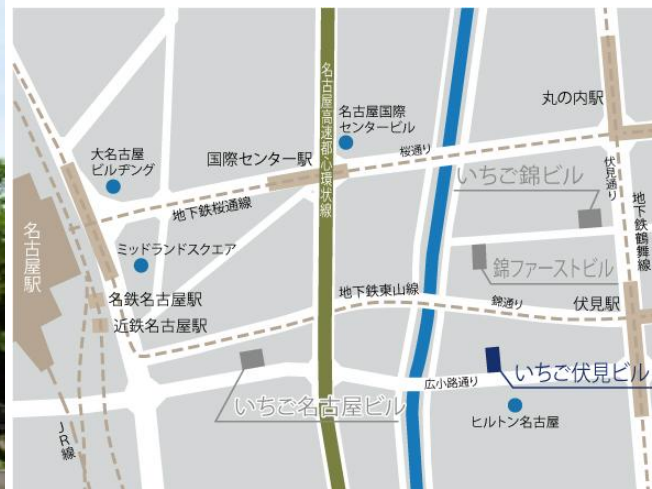 丸の内駅
名古屋国際
センタービル
名古屋高速都心環状線
桜通り
大名古屋
ビルヂング
国際センター駅
伏見通り
いちご錦ビル
地下鉄桜通線
地下鉄鶴舞線
名古屋駅
ミッドランドスクエア
錦ファーストビル
地下鉄東山線
名鉄名古屋駅
錦通り
伏見駅
近鉄名古屋駅
広小路通り
いちご伏見ビル
いちご名古屋ビル
ヒルトン名古屋
JR線